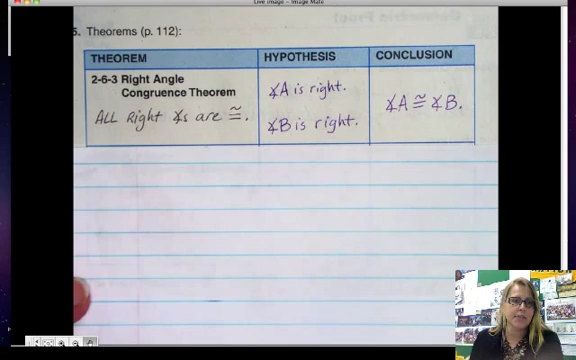 Live image - Image Mate
5. Theorems (p. 112):
THEOREM
HYPOTHESIS
CONCLUSION
2-6-3 Right Angle
Congruence Theorem
ALL Right ∡s are ≅.
∡A is right.
∡B is right.
∡A ≅ ∡B.